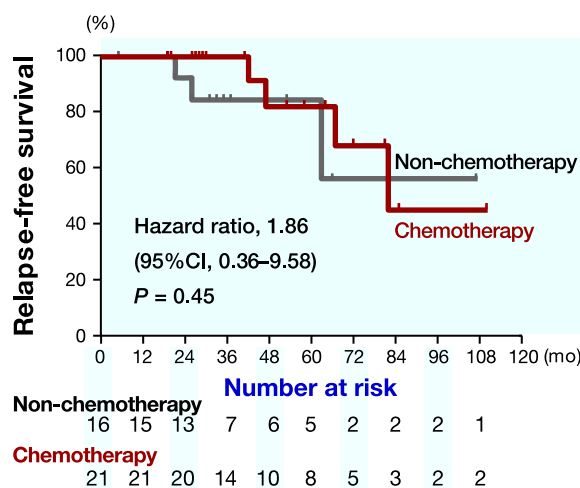 (%)
100
80
60
40
20
0
Relapse-free survival
Non-chemotherapy
Chemotherapy
Hazard ratio, 1.86
(95%CI, 0.36–9.58)
P = 0.45
0 12 24 36 48 60 72 84 96 108 120 (mo)
Number at risk
Non-chemotherapy
16 15 13 7 6 5 2 2 2 1
Chemotherapy
21 21 20 14 10 8 5 3 2 2